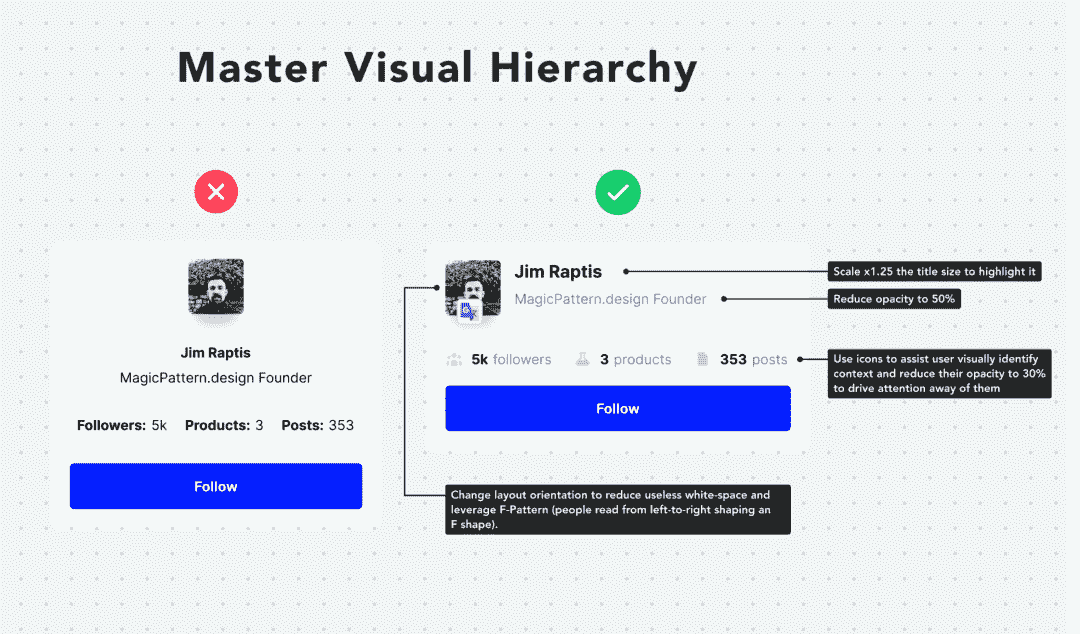 Master Visual Hierarchy
Jim Raptis
MagicPattern.design Founder
Followers: 5k Products: 3 Posts: 353
Follow
Jim Raptis
MagicPattern.design Founder
5k followers 3 products 353 posts
Follow
Scale x1.25 the title size to highlight it
Reduce opacity to 50%
Use icons to assist user visually identify
context and reduce their opacity to 30%
to drive attention away of them
Change layout orientation to reduce useless white-space and
leverage F-Pattern (people read from left-to-right shaping an
F shape).